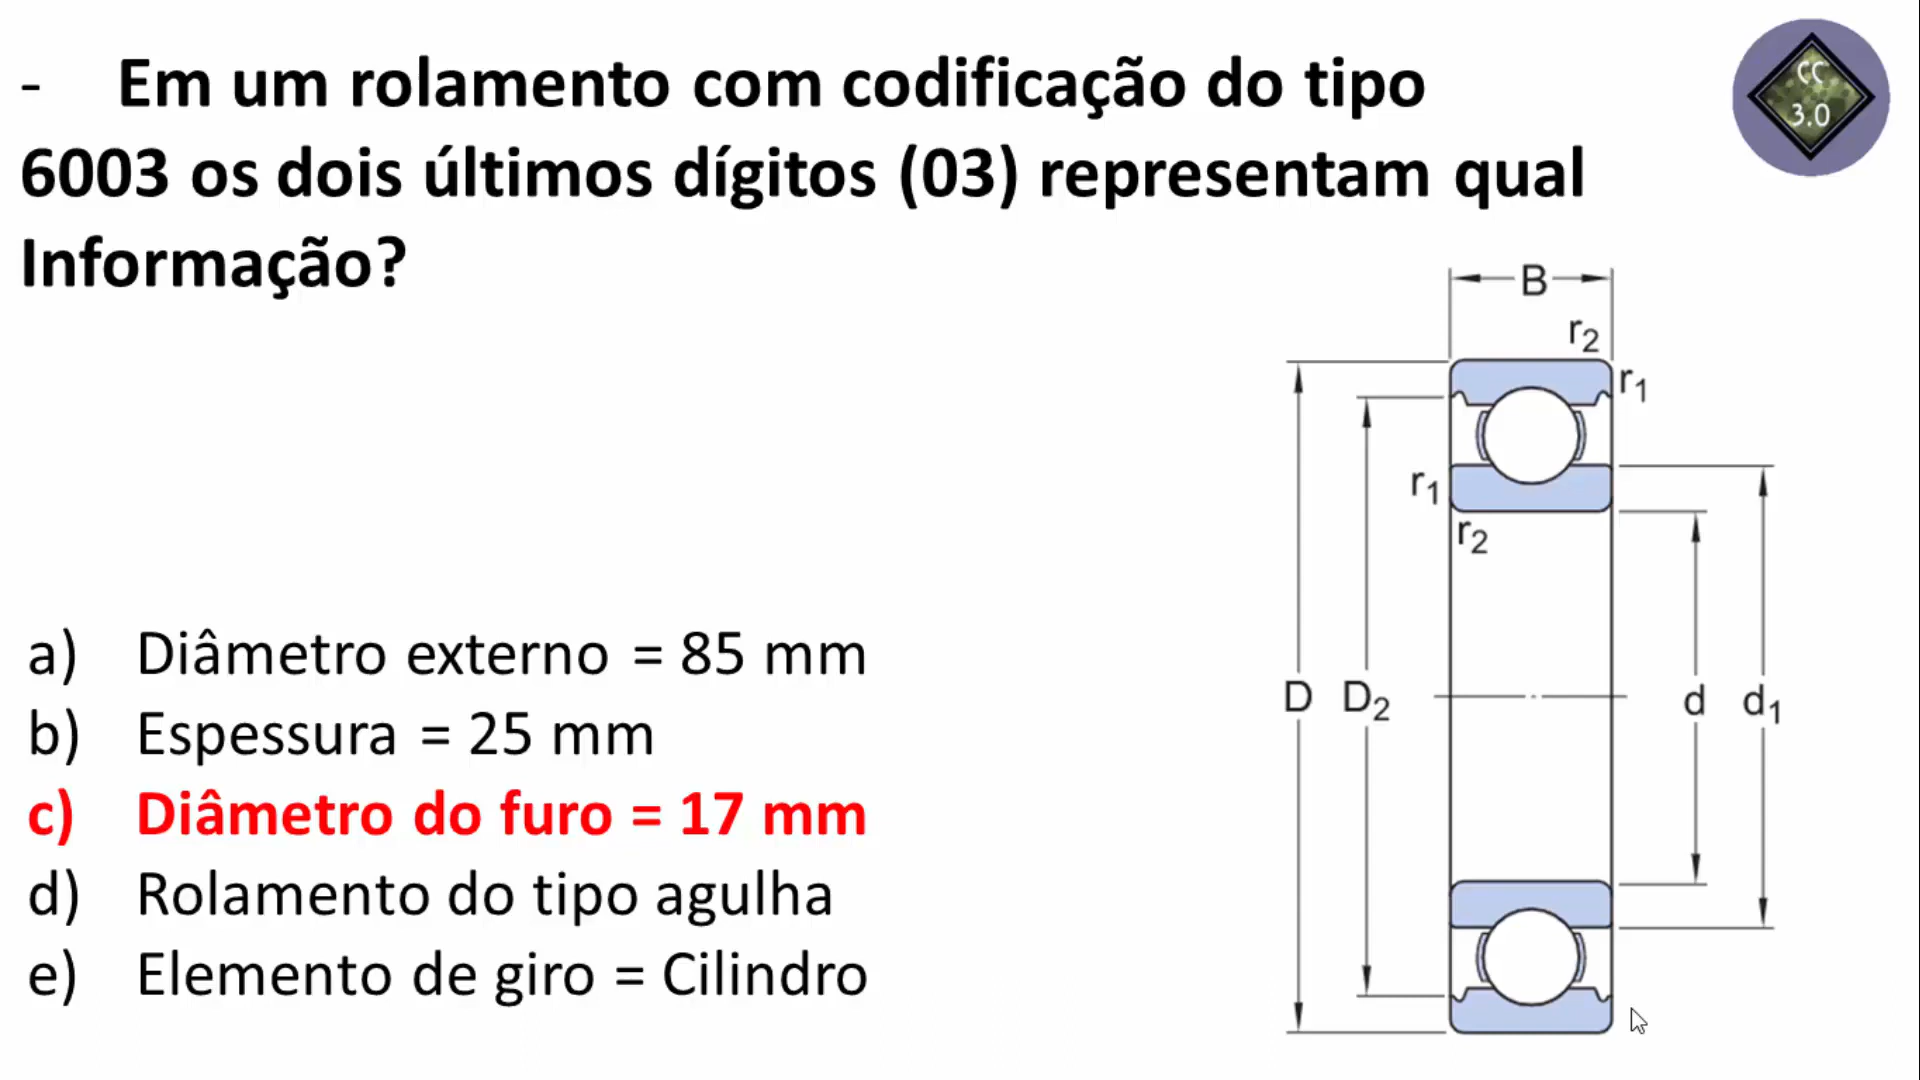 - Em um rolamento com codificação do tipo
6003 os dois últimos dígitos (03) representam qual
Informação?
CC
3.0
B
r2
r1
r1
r2
D
D2
d
d1
a) Diâmetro externo = 85 mm
b) Espessura = 25 mm
c) Diâmetro do furo = 17 mm
d) Rolamento do tipo agulha
e) Elemento de giro = Cilindro